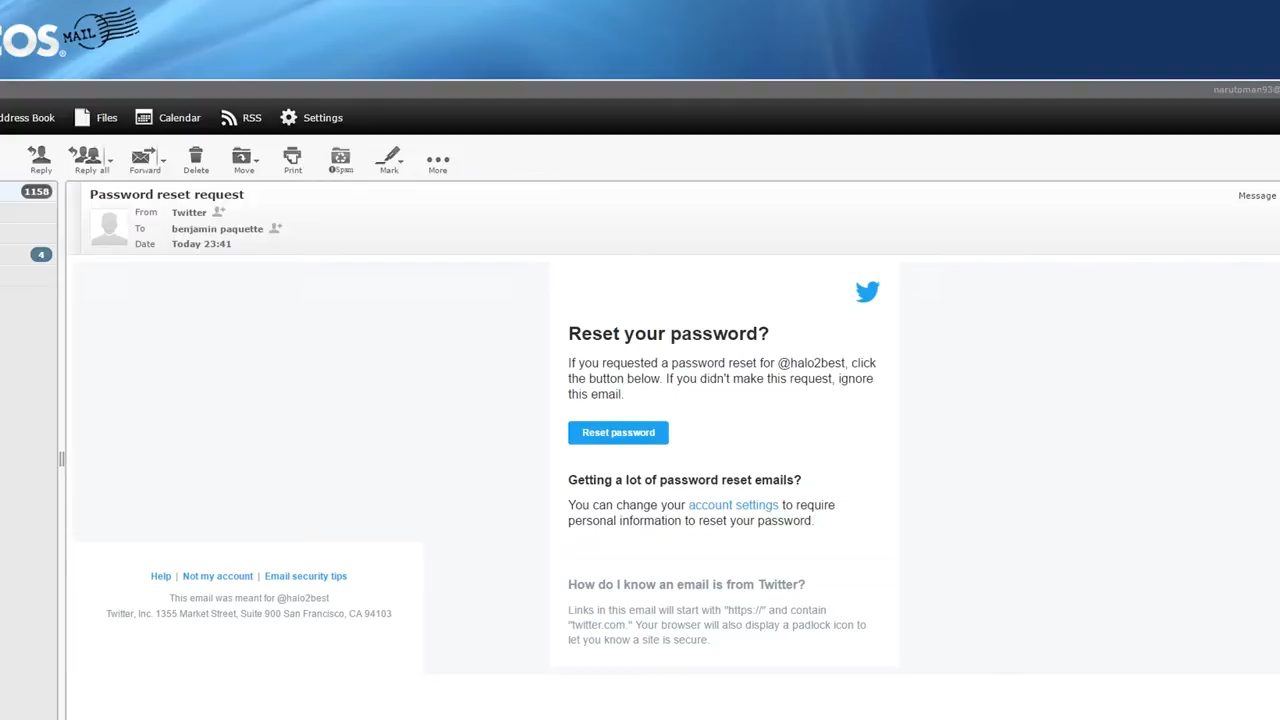 COS.
MAIL
narutoman93@
ddress Book Files Calendar RSS Settings
Reply Reply all Forward Delete Move Print Spam Mark More
1158
4
Password reset request
Message
From Twitter
To benjamin paquette
Date Today 23:41
Reset your password?
If you requested a password reset for @halo2best, click
the button below. If you didn't make this request, ignore
this email.
Reset password
Getting a lot of password reset emails?
You can change your account settings to require
personal information to reset your password.
How do I know an email is from Twitter?
Links in this email will start with "https://" and contain
"twitter.com." Your browser will also display a padlock icon to
let you know a site is secure.
Help | Not my account | Email security tips
This email was meant for @halo2best
Twitter, Inc. 1355 Market Street, Suite 900 San Francisco, CA 94103